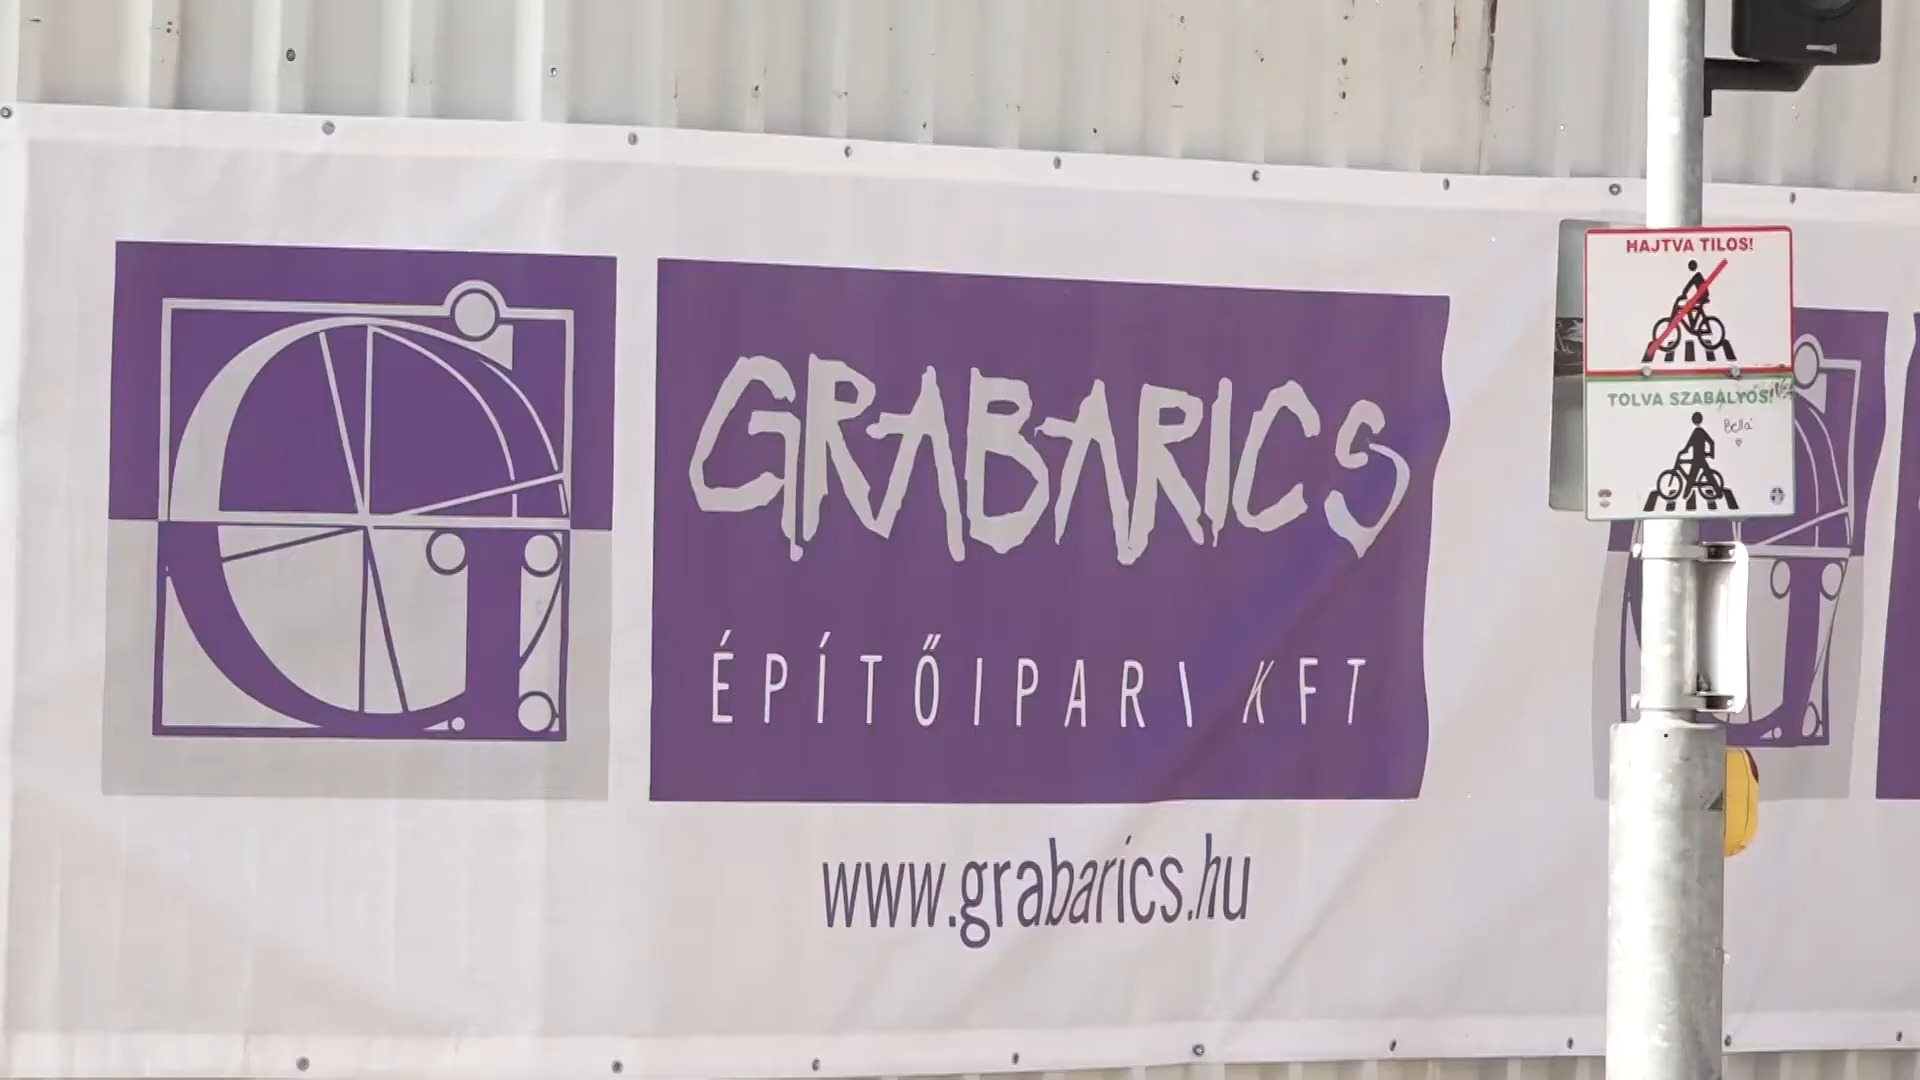 GRABARICS
ÉPÍTŐIPARI KFT
www.grabarics.hu
HAJTVA TILOS!
TOLVA SZABÁLYOS!
Bella